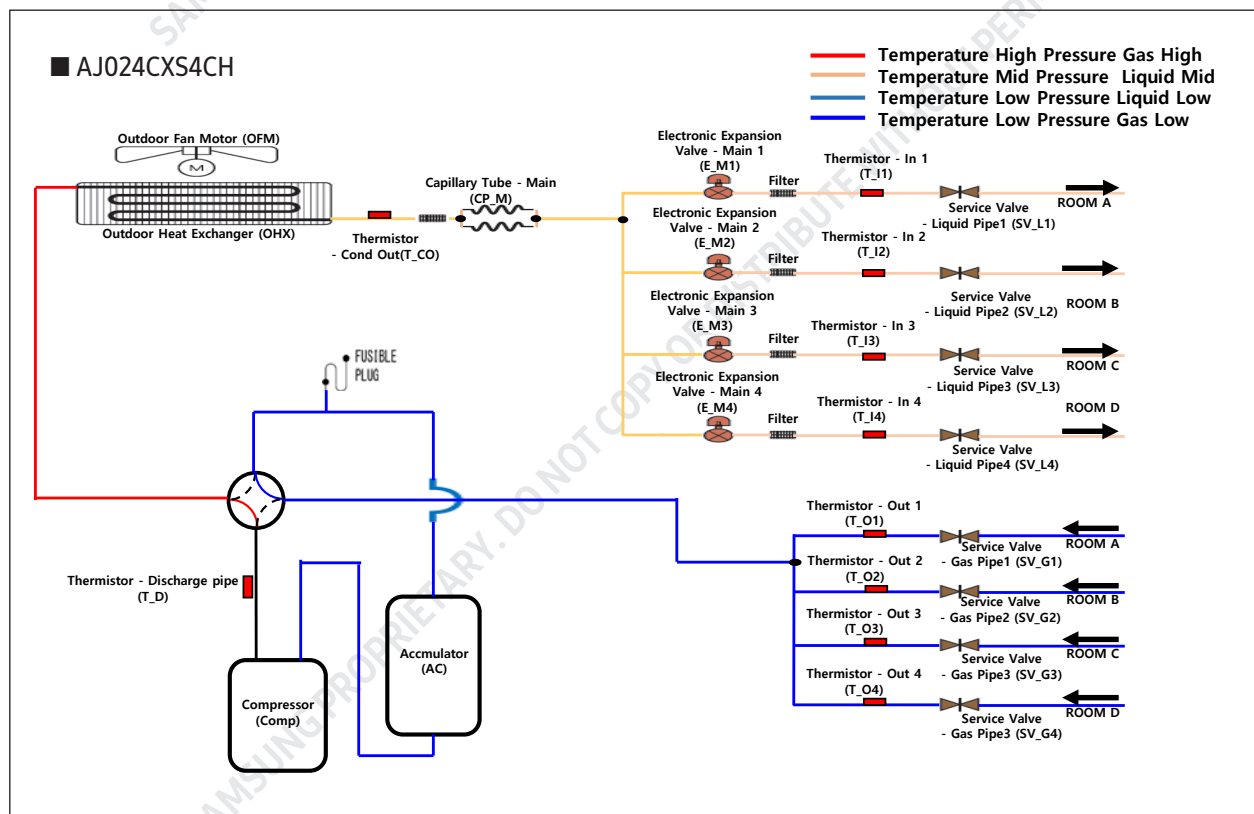 ■ AJ024CXS4CH
Temperature High Pressure Gas High
Temperature Mid Pressure Liquid Mid
Temperature Low Pressure Liquid Low
Temperature Low Pressure Gas Low
Outdoor Fan Motor (OFM)
M
Outdoor Heat Exchanger (OHX)
Thermistor
- Cond Out(T_CO)
Capillary Tube - Main
(CP_M)
Electronic Expansion
Valve - Main 1
(E_M1)
Filter
Thermistor - In 1
(T_I1)
Service Valve
- Liquid Pipe1 (SV_L1)
ROOM A
Electronic Expansion
Valve - Main 2
(E_M2)
Filter
Thermistor - In 2
(T_I2)
Service Valve
- Liquid Pipe2 (SV_L2)
ROOM B
Electronic Expansion
Valve - Main 3
(E_M3)
Filter
Thermistor - In 3
(T_I3)
Service Valve
- Liquid Pipe3 (SV_L3)
ROOM C
Electronic Expansion
Valve - Main 4
(E_M4)
Filter
Thermistor - In 4
(T_I4)
Service Valve
- Liquid Pipe4 (SV_L4)
ROOM D
FUSIBLE
PLUG
Thermistor - Discharge pipe
(T_D)
Compressor
(Comp)
Accmulator
(AC)
Thermistor - Out 1
(T_O1)
Service Valve
- Gas Pipe1 (SV_G1)
ROOM A
Thermistor - Out 2
(T_O2)
Service Valve
- Gas Pipe2 (SV_G2)
ROOM B
Thermistor - Out 3
(T_O3)
Service Valve
- Gas Pipe3 (SV_G3)
ROOM C
Thermistor - Out 4
(T_O4)
Service Valve
- Gas Pipe3 (SV_G4)
ROOM D
SAM
AMSUNG PROPRIETARY. DO NOT COPY OR DISTRIBUTE, WITHOUT PERM